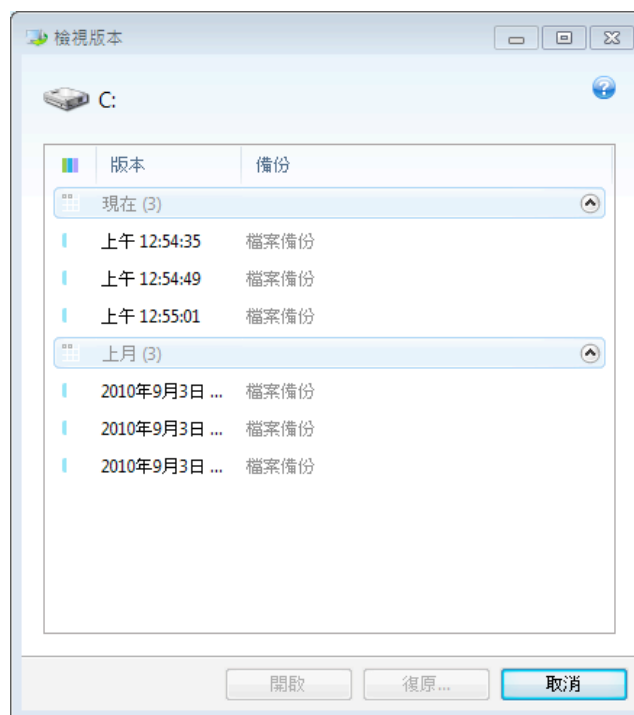 檢視版本
C:
版本 備份
現在 (3)
上午 12:54:35 檔案備份
上午 12:54:49 檔案備份
上午 12:55:01 檔案備份
上月 (3)
2010年9月3日 ... 檔案備份
2010年9月3日 ... 檔案備份
2010年9月3日 ... 檔案備份
開啟 復原... 取消